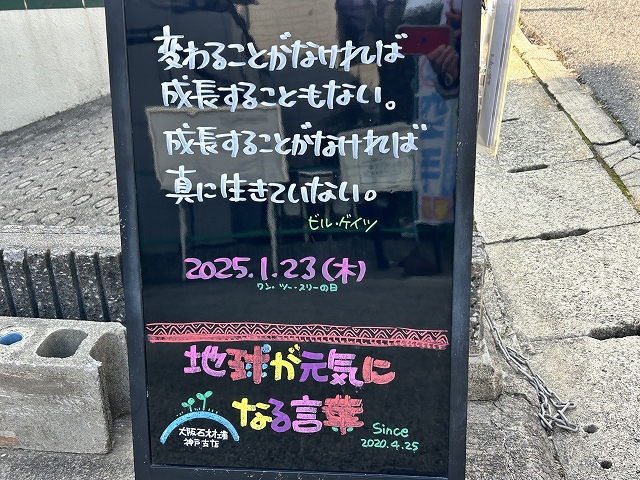 変わることがなければ
成長することもない。
成長することがなければ
真に生きていない。
ビル・ゲイツ
2025.1.23(木)
ワン・ツー・スリーの日
地球が元気に
なる言葉
大阪石材工業
神戸支店
Since
2020.4.25